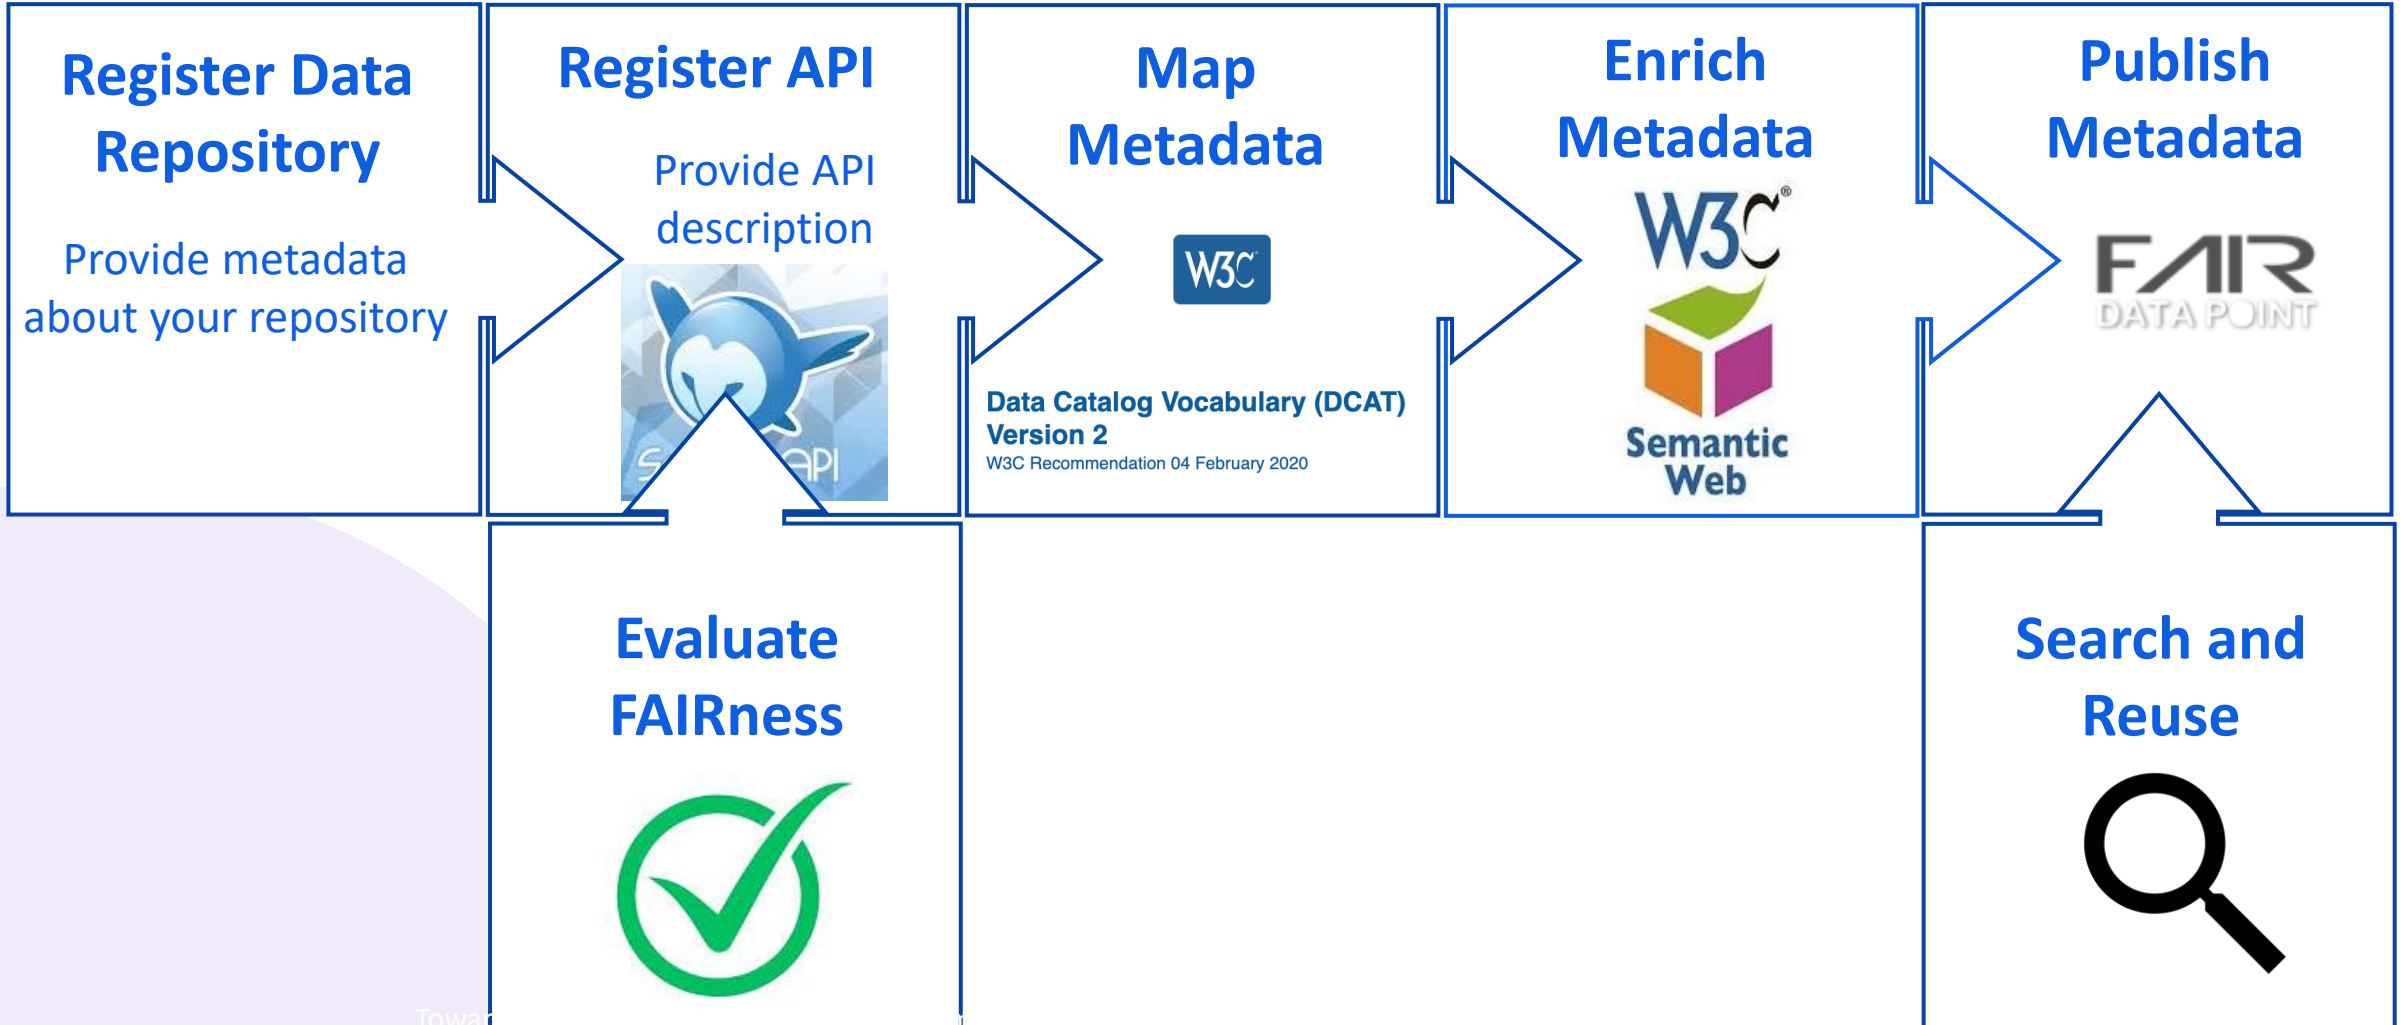 Register Data
Repository
Provide metadata
about your repository
Register API
Provide API
description
API
Map
Metadata
W3C
Data Catalog Vocabulary (DCAT)
Version 2
W3C Recommendation 04 February 2020
Enrich
Metadata
W3C®
Semantic
Web
Publish
Metadata
FAIR
DATA POINT
Evaluate
FAIRness
Search and
Reuse